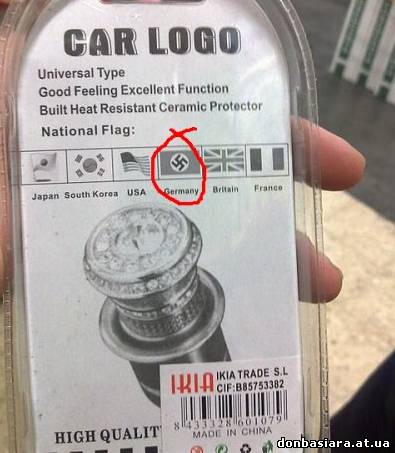 CAR LOGO
Universal Type
Good Feeling Excellent Function
Built Heat Resistant Ceramic Protector
National Flag:
Japan South Korea USA Germany Britain France
IKIA IKIA TRADE S.L
CIF:B85753382
8 433328 601079
MADE IN CHINA
HIGH QUALIT
donbasiara.at.ua